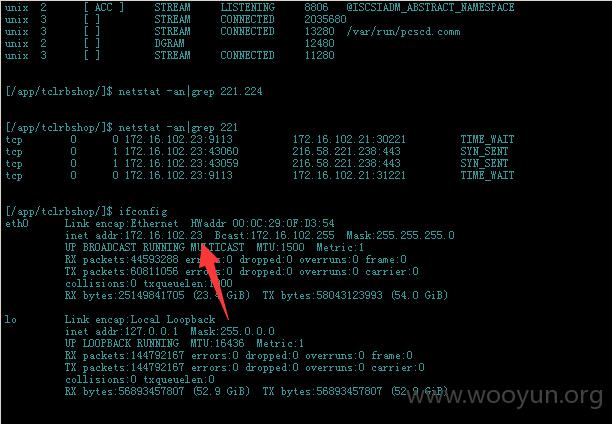 unix 2 [ ACC ] STREAM LISTENING 8806 @ISCSIADM_ABSTRACT_NAMESPACE
unix 3 [ ] STREAM CONNECTED 2035680
unix 3 [ ] STREAM CONNECTED 13280 /var/run/pcscd.comm
unix 2 [ ] DGRAM 12480
unix 3 [ ] STREAM CONNECTED 11280
[/app/tclrbshop/]$ netstat -an|grep 221.224
[/app/tclrbshop/]$ netstat -an|grep 221
tcp 0 0 172.16.102.23:9113 172.16.102.21:30221 TIME_WAIT
tcp 0 1 172.16.102.23:43060 216.58.221.238:443 SYN_SENT
tcp 0 1 172.16.102.23:43059 216.58.221.238:443 SYN_SENT
tcp 0 0 172.16.102.23:9113 172.16.102.21:31221 TIME_WAIT
[/app/tclrbshop/]$ ifconfig
eth0 Link encap:Ethernet HWaddr 00:0C:29:0F:D3:54
inet addr:172.16.102.23 Bcast:172.16.102.255 Mask:255.255.255.0
UP BROADCAST RUNNING MULTICAST MTU:1500 Metric:1
RX packets:44593288 errors:0 dropped:0 overruns:0 frame:0
TX packets:60811056 errors:0 dropped:0 overruns:0 carrier:0
collisions:0 txqueuelen:1000
RX bytes:25149841705 (23.4 GiB) TX bytes:58043123993 (54.0 GiB)
lo Link encap:Local Loopback
inet addr:127.0.0.1 Mask:255.0.0.0
UP LOOPBACK RUNNING MTU:16436 Metric:1
RX packets:144792167 errors:0 dropped:0 overruns:0 frame:0
TX packets:144792167 errors:0 dropped:0 overruns:0 carrier:0
collisions:0 txqueuelen:0
RX bytes:56893457807 (52.9 GiB) TX bytes:56893457807 (52.9 GiB)
www.wooyun.org